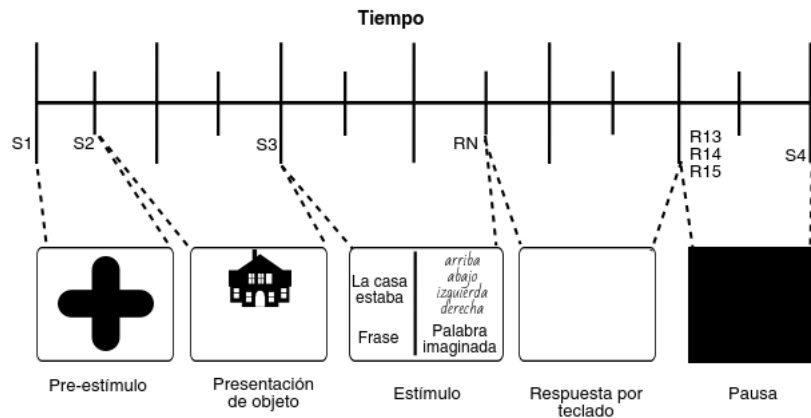 Tiempo
S1
S2
S3
RN
R13
R14
R15
S4
La casa
estaba
Frase
arriba
abajo
izquierda
derecha
Palabra
imaginada
Pre-estímulo
Presentación
de objeto
Estímulo
Respuesta por
teclado
Pausa